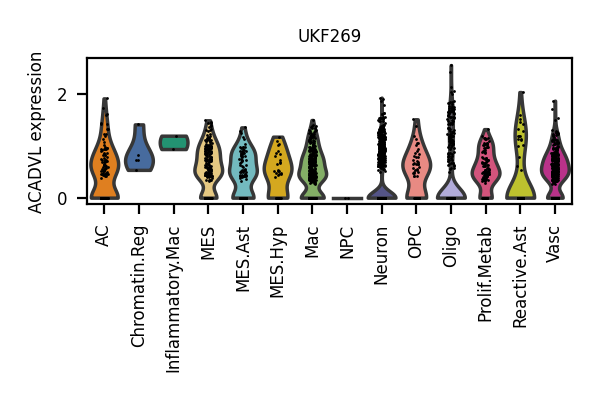 UKF269
ACADVL expression
2
0
AC
Chromatin.Reg
Inflammatory.Mac
MES
MES.Ast
MES.Hyp
Mac
NPC
Neuron
OPC
Oligo
Prolif.Metab
Reactive.Ast
Vasc